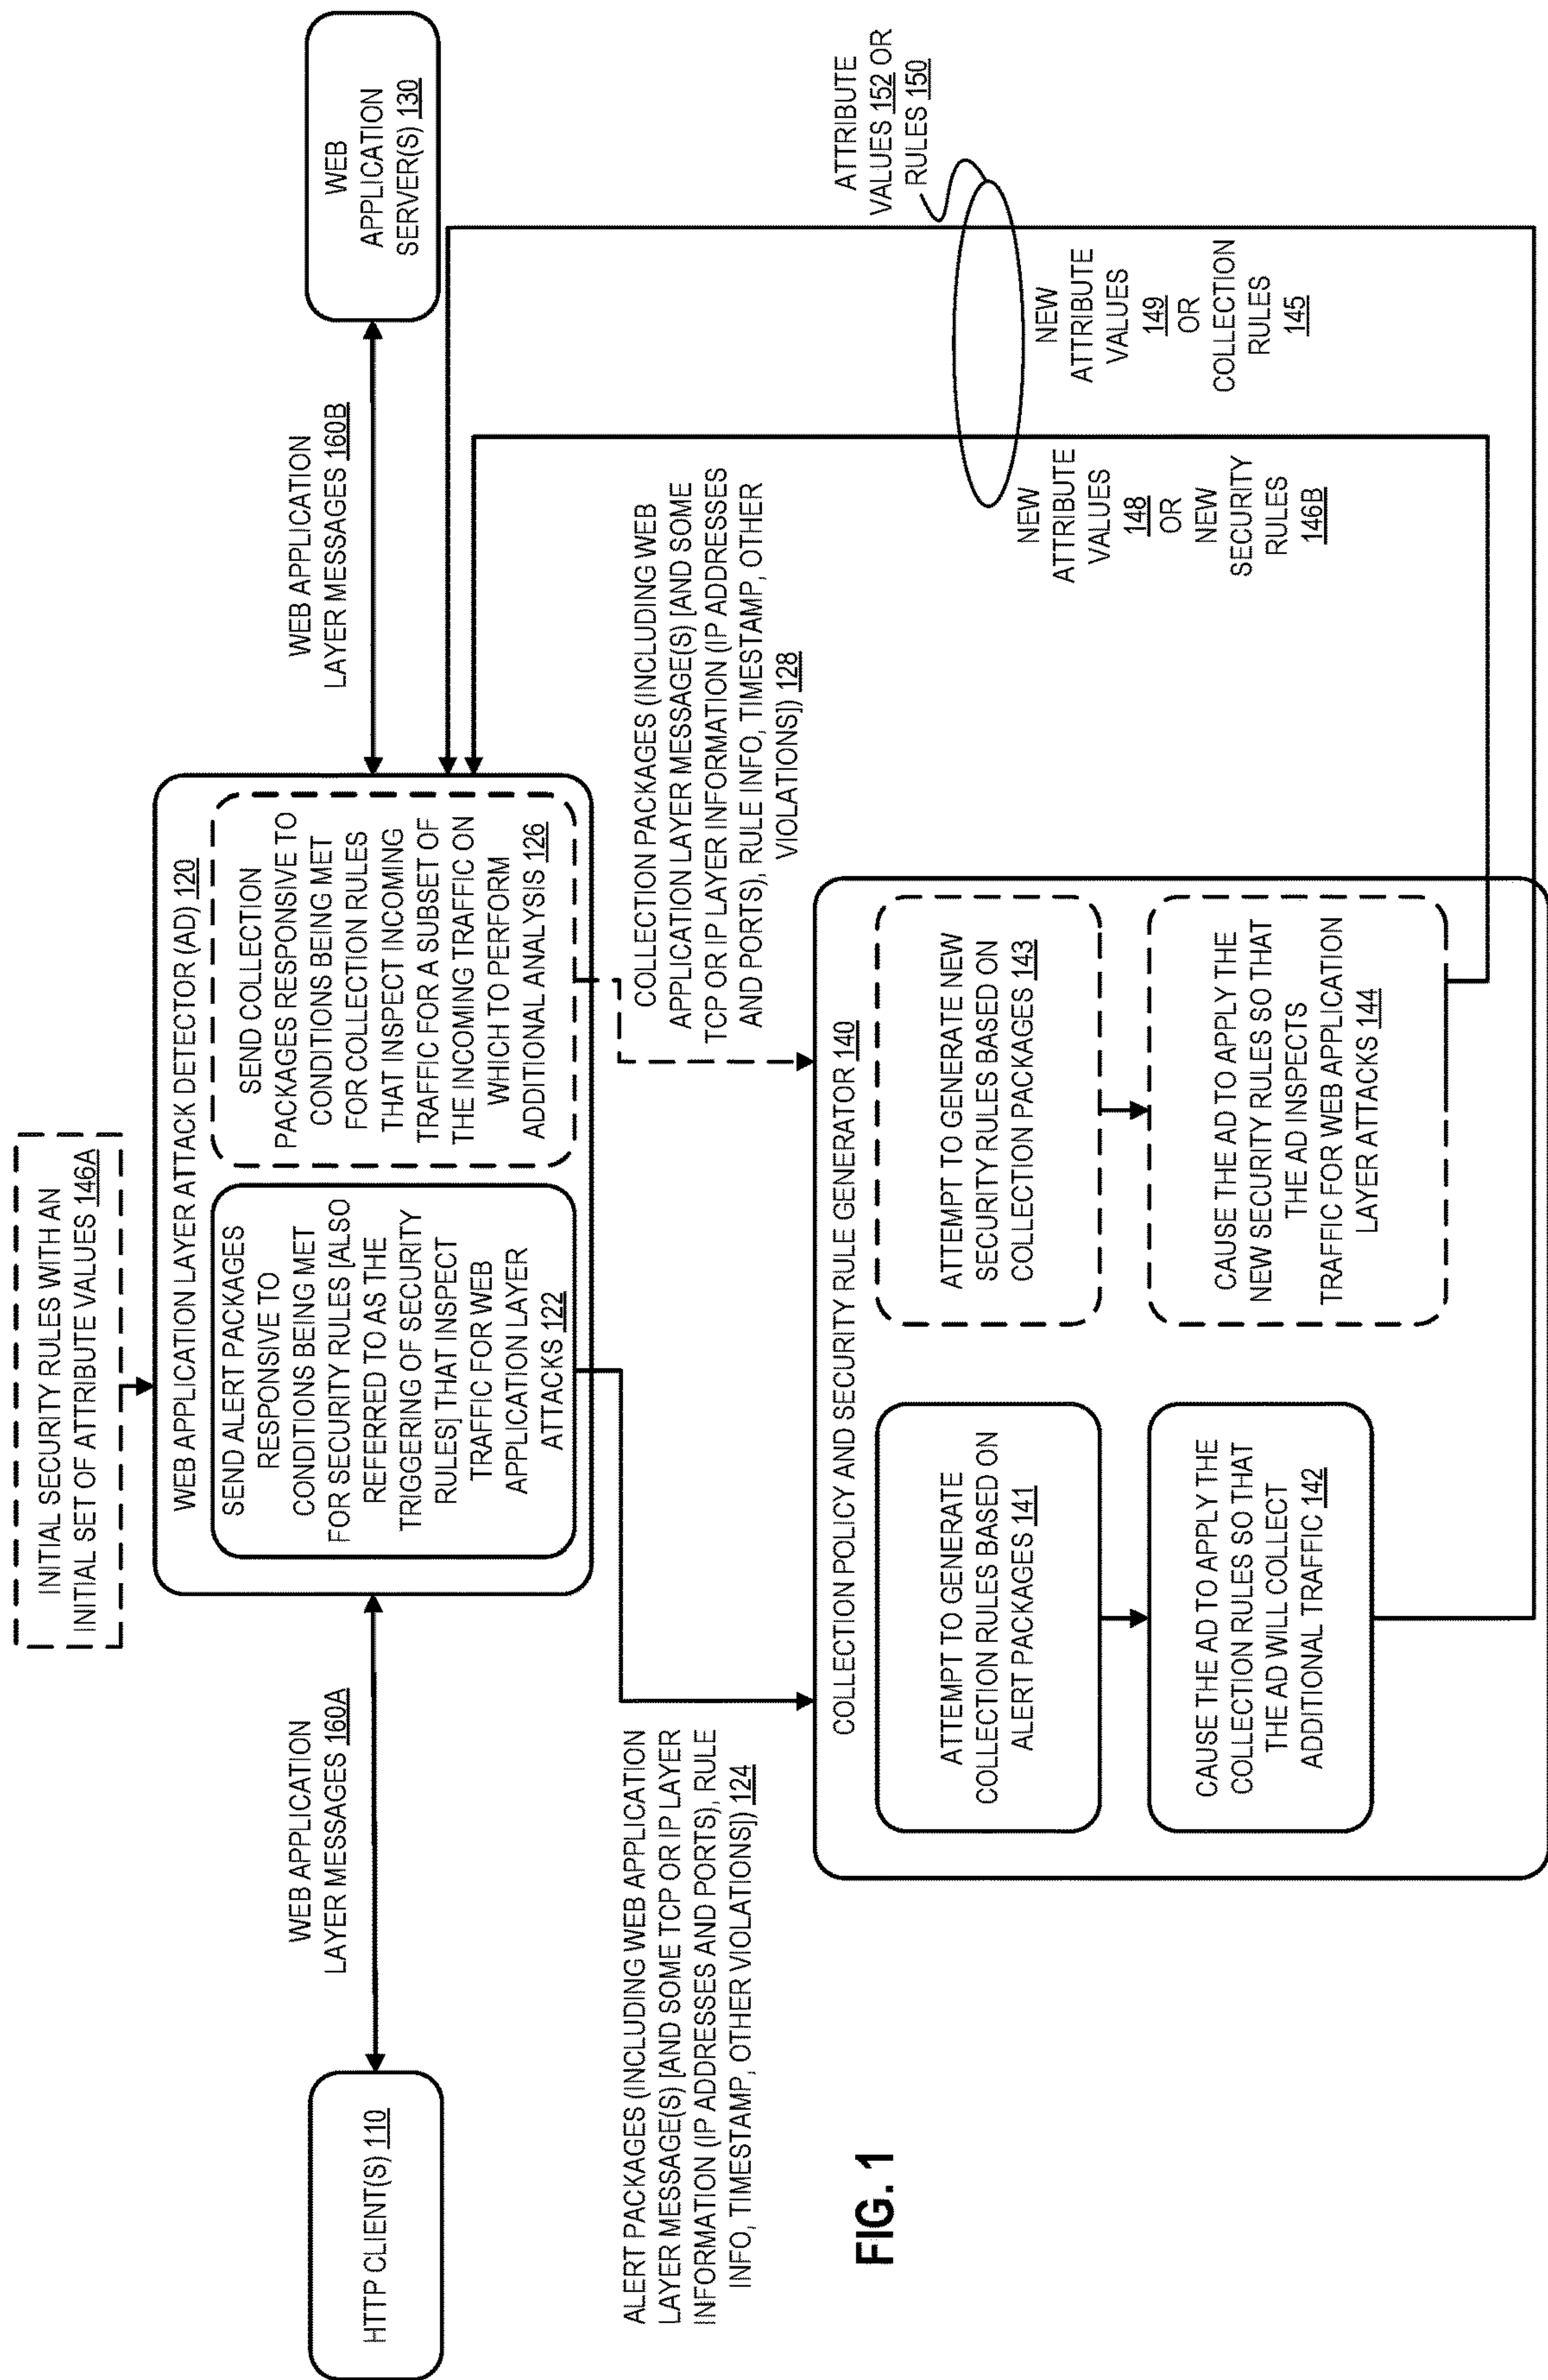 INITIAL SECURITY RULES WITH AN
INITIAL SET OF ATTRIBUTE VALUES 146A
WEB APPLICATION LAYER ATTACK DETECTOR (AD) 120
SEND ALERT PACKAGES
RESPONSIVE TO
CONDITIONS BEING MET
FOR SECURITY RULES [ALSO
REFERRED TO AS THE
TRIGGERING OF SECURITY
RULES] THAT INSPECT
TRAFFIC FOR WEB
APPLICATION LAYER
ATTACKS 122
SEND COLLECTION
PACKAGES RESPONSIVE TO
CONDITIONS BEING MET
FOR COLLECTION RULES
THAT INSPECT INCOMING
TRAFFIC FOR A SUBSET OF
THE INCOMING TRAFFIC ON
WHICH TO PERFORM
ADDITIONAL ANALYSIS 126
HTTP CLIENT(S) 110
WEB APPLICATION
LAYER MESSAGES 160A
WEB APPLICATION
LAYER MESSAGES 160B
WEB
APPLICATION
SERVER(S) 130
ALERT PACKAGES (INCLUDING WEB APPLICATION
LAYER MESSAGE(S) [AND SOME TCP OR IP LAYER
INFORMATION (IP ADDRESSES AND PORTS), RULE
INFO, TIMESTAMP, OTHER VIOLATIONS]) 124
COLLECTION PACKAGES (INCLUDING WEB
APPLICATION LAYER MESSAGE(S) [AND SOME
TCP OR IP LAYER INFORMATION (IP ADDRESSES
AND PORTS), RULE INFO, TIMESTAMP, OTHER
VIOLATIONS]) 128
COLLECTION POLICY AND SECURITY RULE GENERATOR 140
ATTEMPT TO GENERATE
COLLECTION RULES BASED ON
ALERT PACKAGES 141
CAUSE THE AD TO APPLY THE
COLLECTION RULES SO THAT
THE AD WILL COLLECT
ADDITIONAL TRAFFIC 142
ATTEMPT TO GENERATE NEW
SECURITY RULES BASED ON
COLLECTION PACKAGES 143
CAUSE THE AD TO APPLY THE
NEW SECURITY RULES SO THAT
THE AD INSPECTS
TRAFFIC FOR WEB APPLICATION
LAYER ATTACKS 144
NEW
ATTRIBUTE
VALUES
148
OR
NEW
SECURITY
RULES
146B
NEW
ATTRIBUTE
VALUES
149
OR
COLLECTION
RULES
145
ATTRIBUTE
VALUES 152 OR
RULES 150
FIG. 1